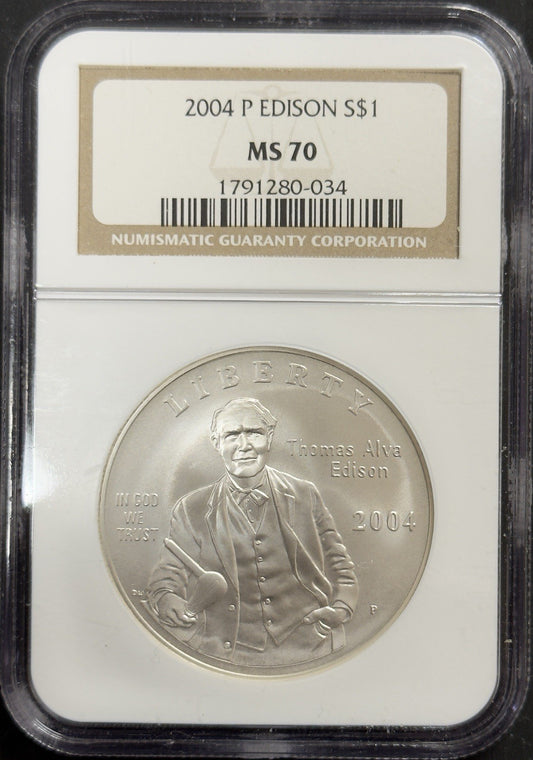 2004 P EDISON S$1
MS 70
1791280-034
NUMISMATIC GUARANTY CORPORATION
LIBERTY
Thomas Alva
Edison
IN GOD
WE
TRUST
2004
P